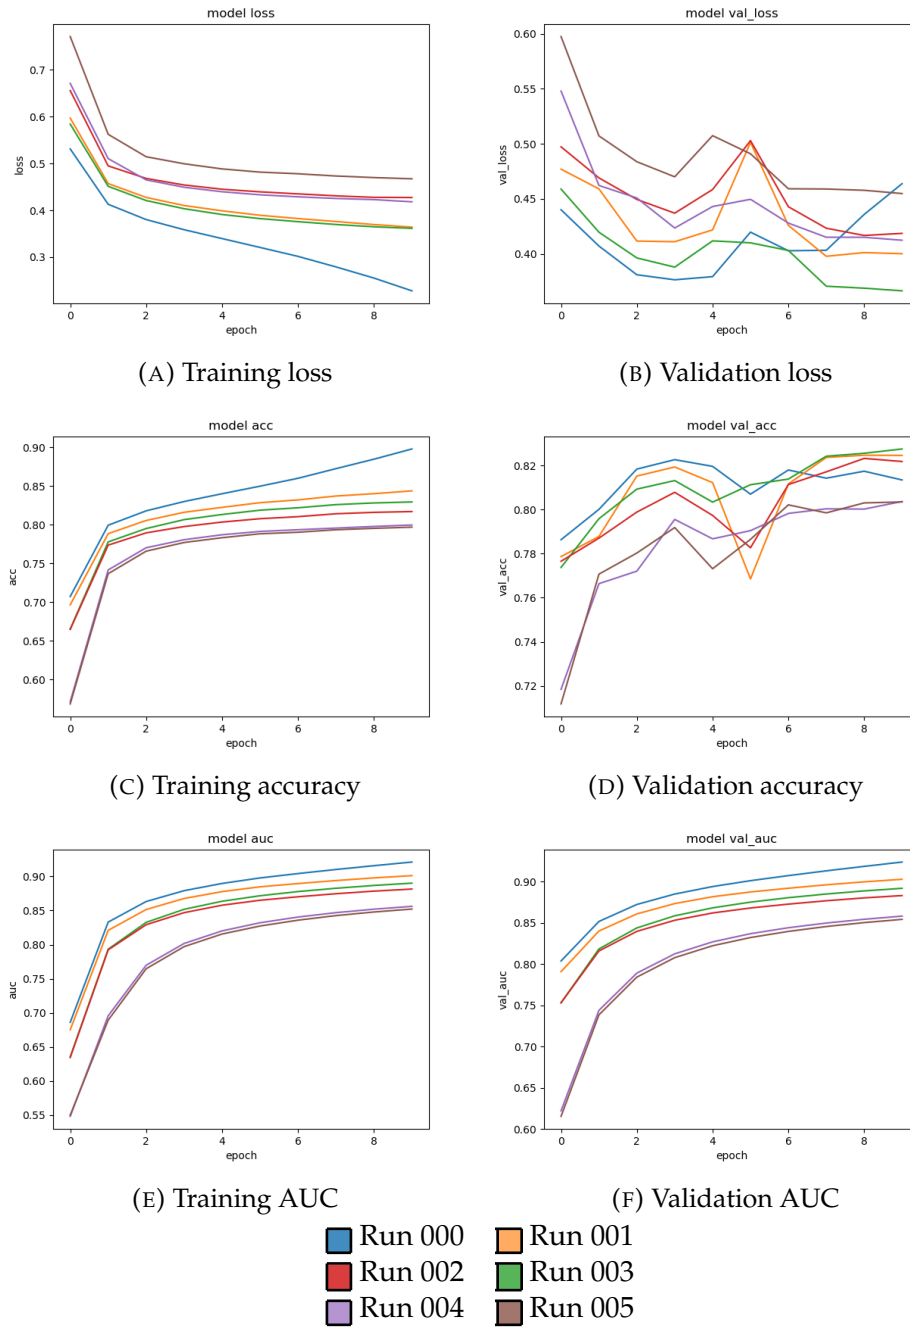 model loss
0.7
0.6
0.5
0.4
0.3
loss
0 2 4 6 8
epoch
(A) Training loss
model val_loss
0.60
0.55
0.50
0.45
0.40
val_loss
0 2 4 6 8
epoch
(B) Validation loss
model acc
0.90
0.85
0.80
0.75
0.70
0.65
0.60
acc
0 2 4 6 8
epoch
(C) Training accuracy
model val_acc
0.82
0.80
0.78
0.76
0.74
0.72
val_acc
0 2 4 6 8
epoch
(D) Validation accuracy
model auc
0.90
0.85
0.80
0.75
0.70
0.65
0.60
0.55
auc
0 2 4 6 8
epoch
(E) Training AUC
model val_auc
0.90
0.85
0.80
0.75
0.70
0.65
0.60
val_auc
0 2 4 6 8
epoch
(F) Validation AUC
Run 000 Run 001
Run 002 Run 003
Run 004 Run 005